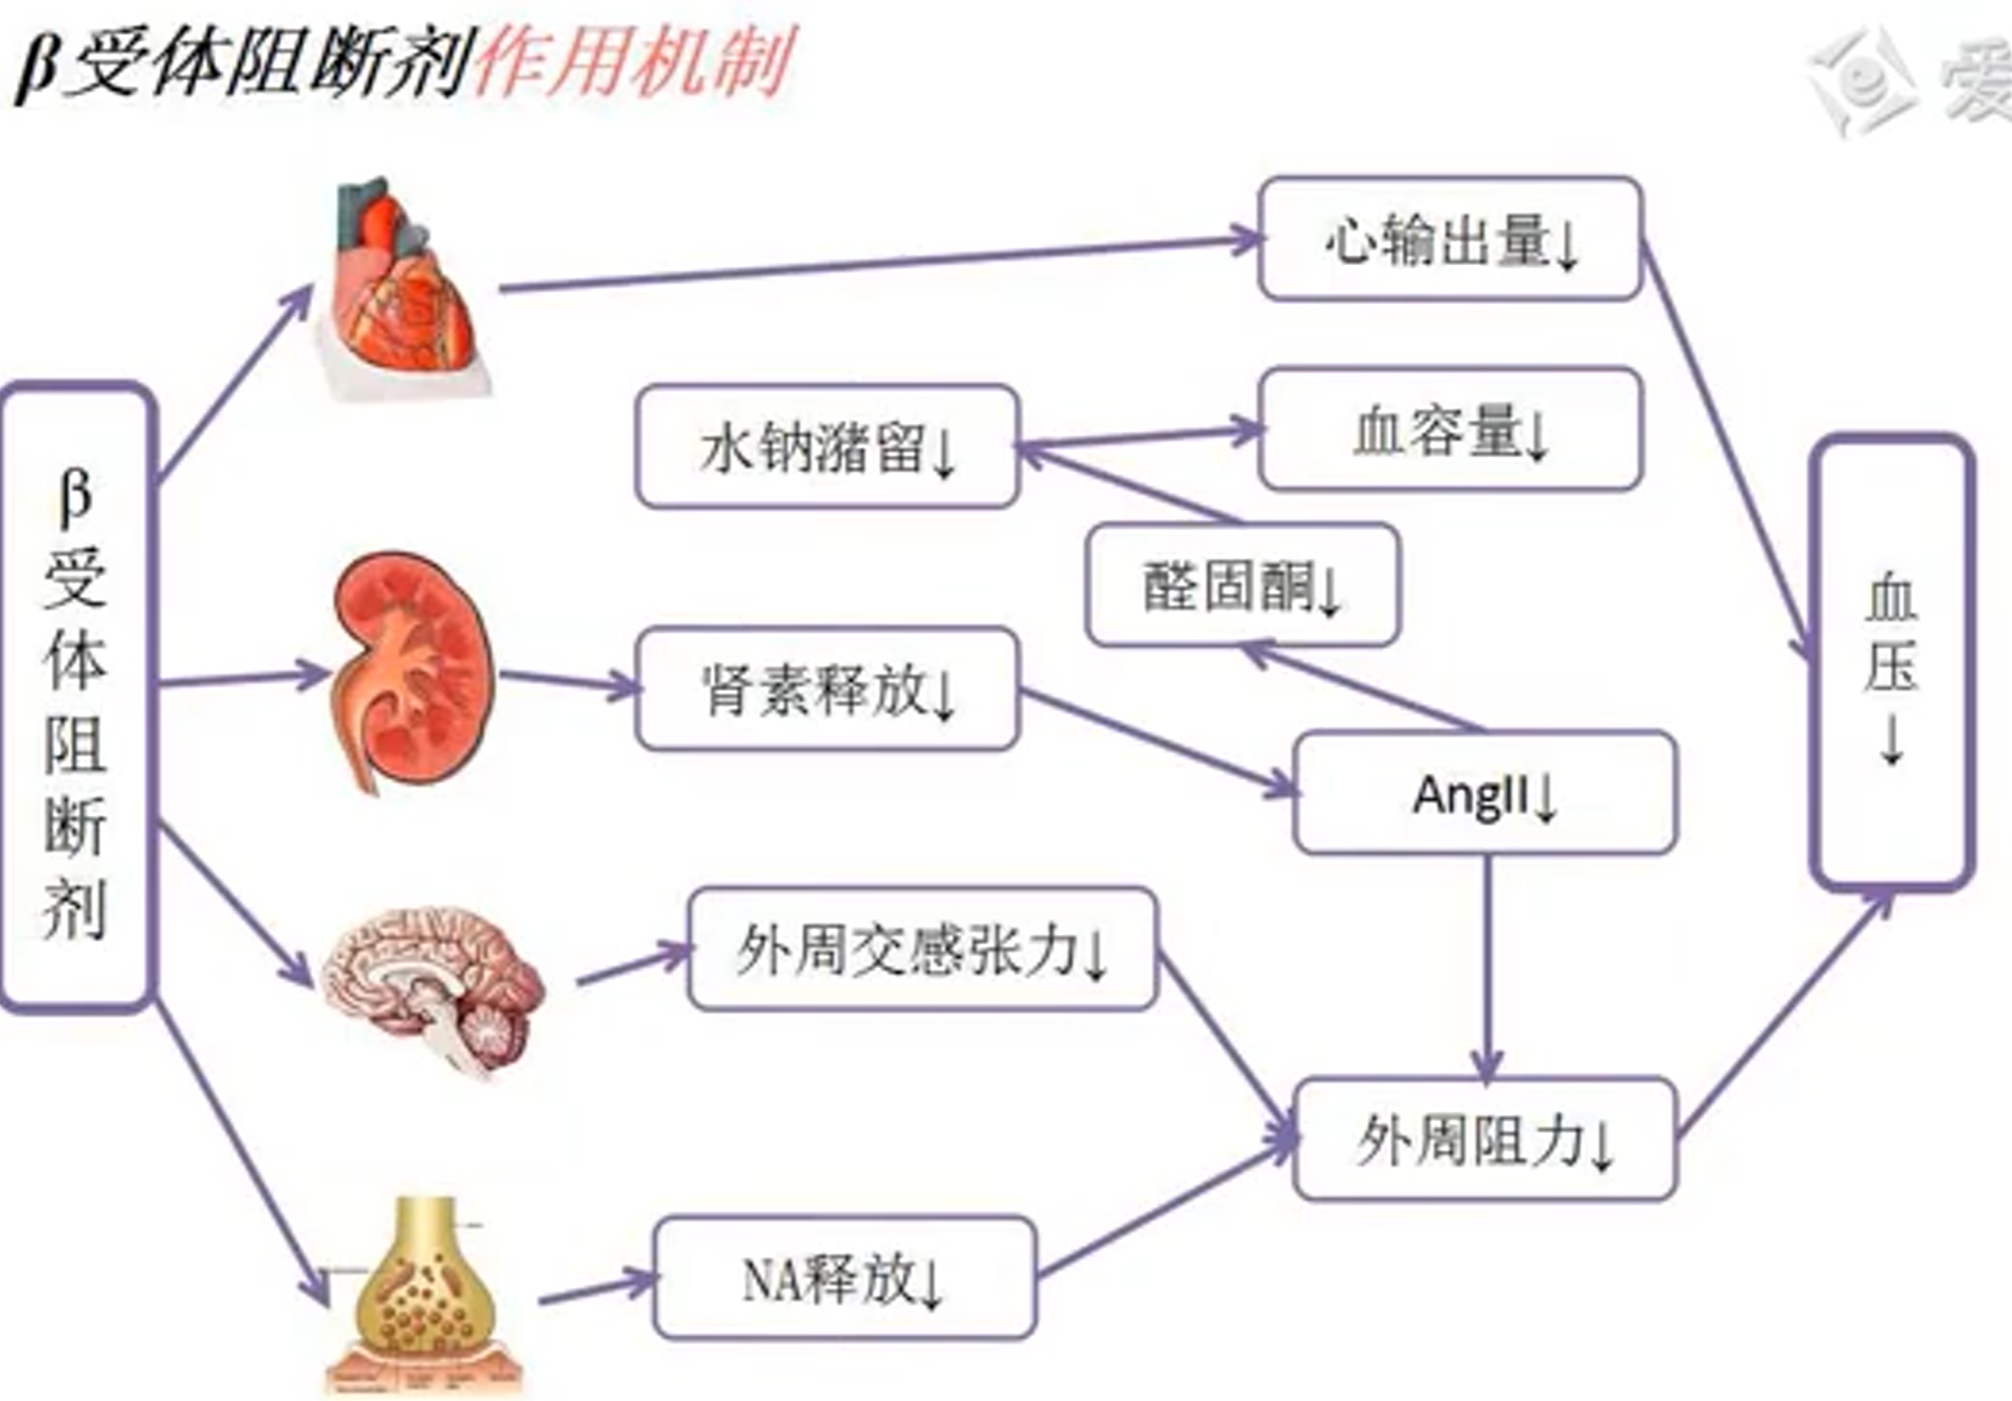 β受体阻断剂作用机制
爱
心输出量↓
水钠潴留↓
血容量↓
醛固酮↓
β受体阻断剂
肾素释放↓
AngII↓
血压↓
外周交感张力↓
外周阻力↓
NA释放↓